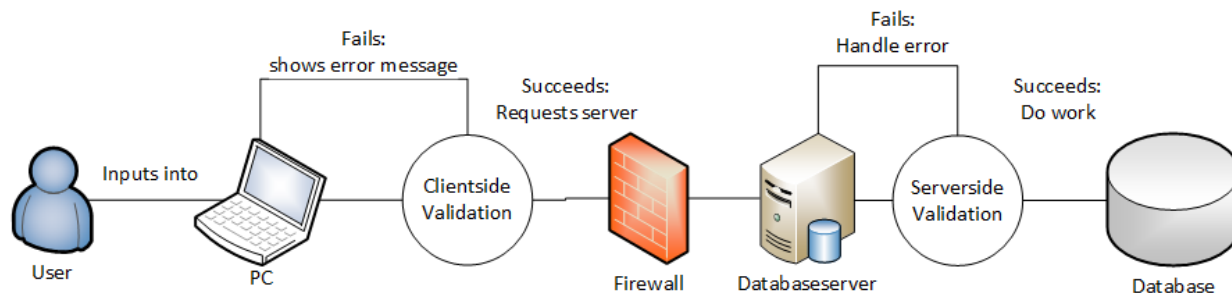 Fails:
shows error message
Fails:
Handle error
Succeeds:
Requests server
Succeeds:
Do work
Inputs into
Clientside
Validation
Serverside
Validation
User
PC
Firewall
Databaseserver
Database